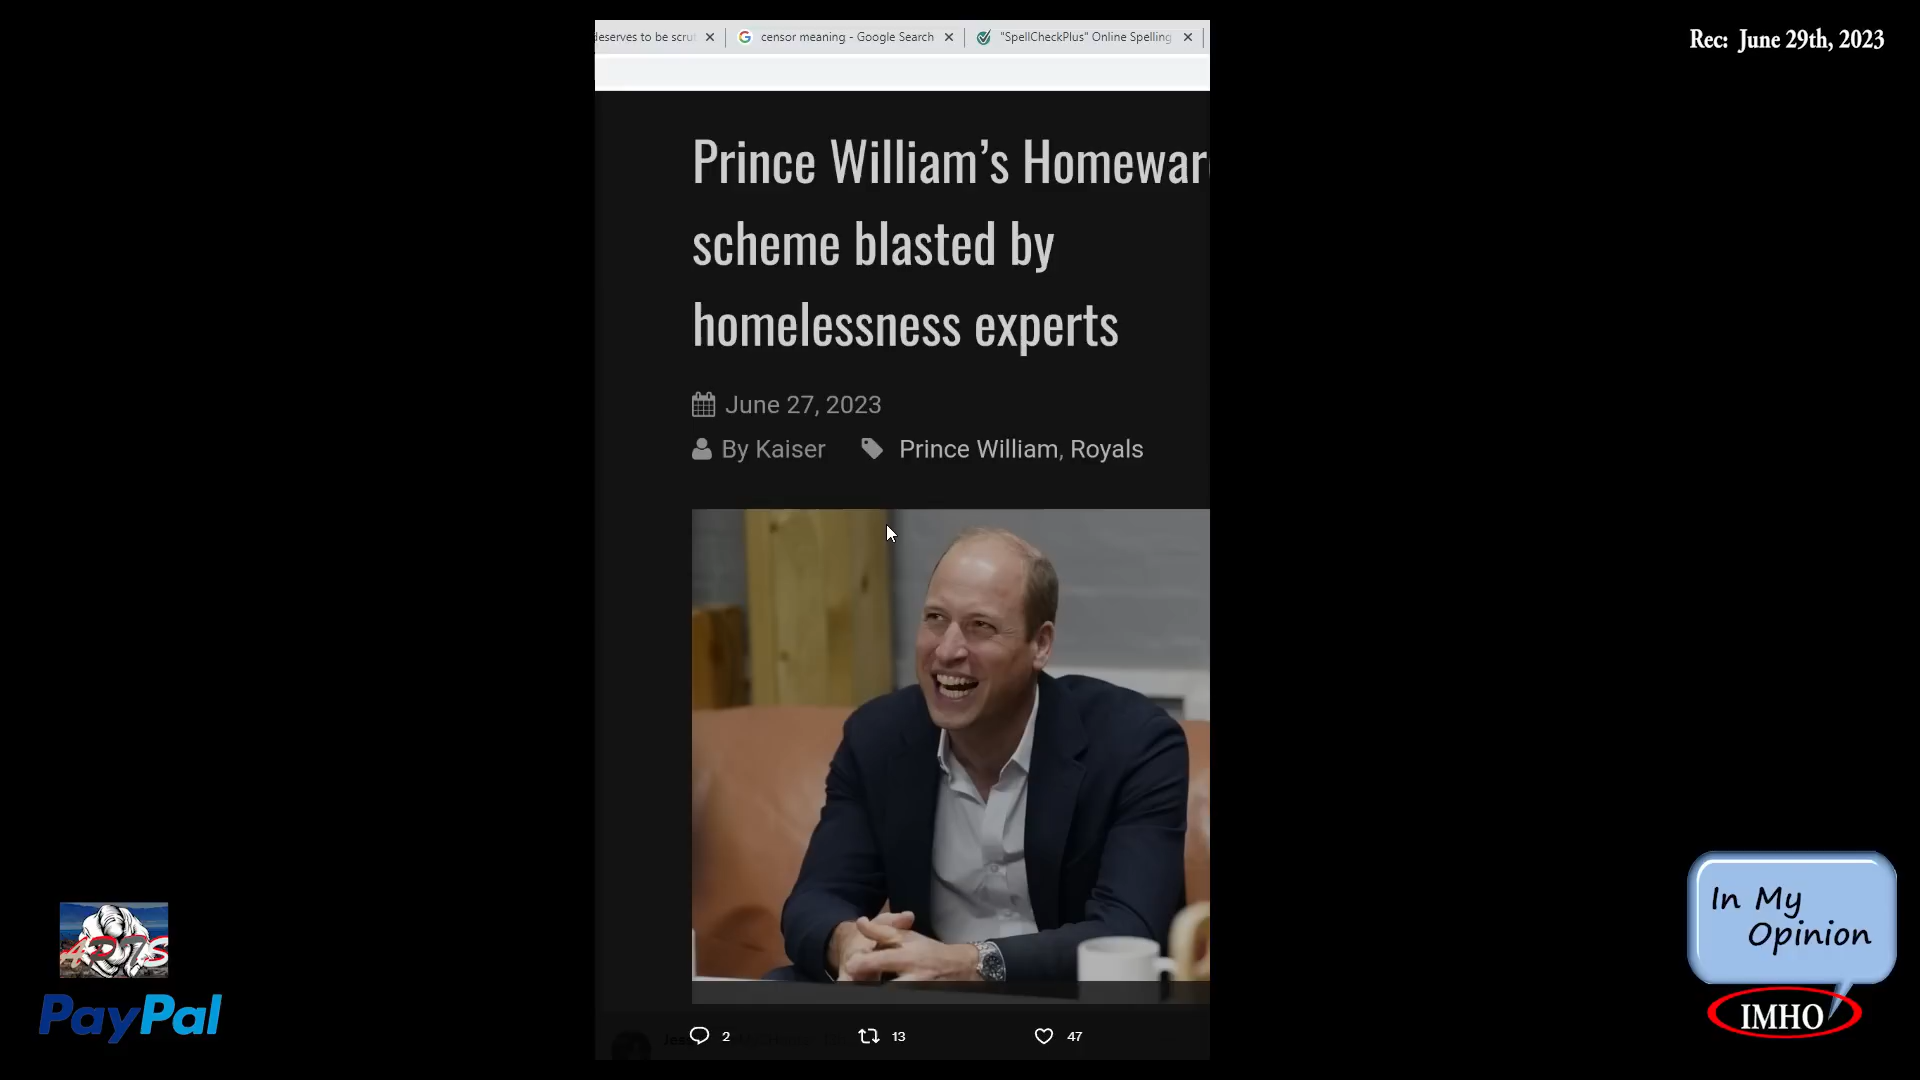 deserves to be scru
censor meaning - Google Search
"SpellCheckPlus" Online Spelling
Rec: June 29th, 2023
Prince William's Homewar
scheme blasted by
homelessness experts
June 27, 2023
By Kaiser
Prince William, Royals
2
13
47
APTS
PayPal
In My
Opinion
IMHO